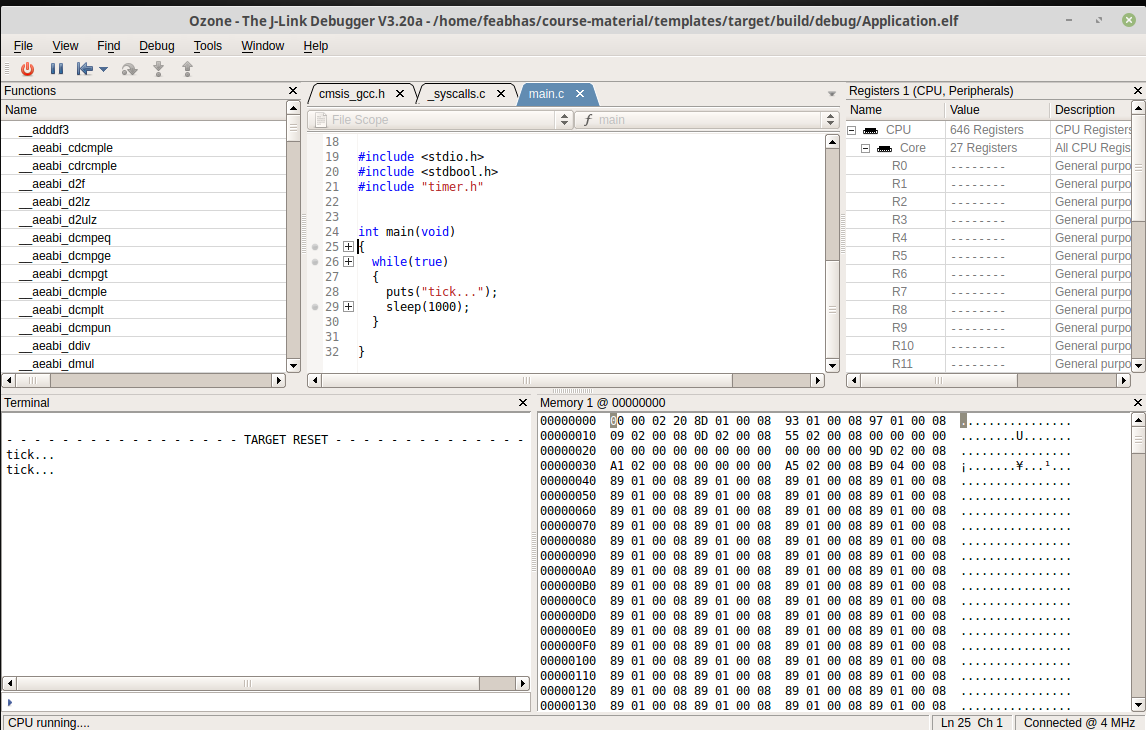 Ozone - The J-Link Debugger V3.20a - /home/feabhas/course-material/templates/target/build/debug/Application.elf
File View Find Debug Tools Window Help
Functions
Name
__adddf3
__aeabi_cdcmple
__aeabi_cdrcmple
__aeabi_d2f
__aeabi_d2lz
__aeabi_d2ulz
__aeabi_dcmpeq
__aeabi_dcmpge
__aeabi_dcmpgt
__aeabi_dcmple
__aeabi_dcmplt
__aeabi_dcmpun
__aeabi_ddiv
__aeabi_dmul
cmsis_gcc.h _syscalls.c main.c
File Scope f main
18
19 #include <stdio.h>
20 #include <stdbool.h>
21 #include "timer.h"
22
23
24 int main(void)
25 {
26 while(true)
27 {
28 puts("tick...");
29 sleep(1000);
30 }
31
32 }
Registers 1 (CPU, Peripherals)
Name Value Description
CPU 646 Registers CPU Registers
Core 27 Registers All CPU Regis
R0 -------- General purpo
R1 -------- General purpo
R2 -------- General purpo
R3 -------- General purpo
R4 -------- General purpo
R5 -------- General purpo
R6 -------- General purpo
R7 -------- General purpo
R8 -------- General purpo
R9 -------- General purpo
R10 -------- General purpo
R11 -------- General purpo
Terminal
- - - - - - - - - - - - - - - - - TARGET RESET - - - - - - - - - - - - - -
tick...
tick...
Memory 1 @ 00000000
00000000 00 00 02 20 8D 01 00 08 93 01 00 08 97 01 00 08 ................
00000010 09 02 00 08 0D 02 00 08 55 02 00 08 00 00 00 00 ........U.......
00000020 00 00 00 00 00 00 00 00 00 00 00 00 9D 02 00 08 ................
00000030 A1 02 00 08 00 00 00 00 A5 02 00 08 B9 04 00 08 ¡.......¥...¹...
00000040 89 01 00 08 89 01 00 08 89 01 00 08 89 01 00 08 ................
00000050 89 01 00 08 89 01 00 08 89 01 00 08 89 01 00 08 ................
00000060 89 01 00 08 89 01 00 08 89 01 00 08 89 01 00 08 ................
00000070 89 01 00 08 89 01 00 08 89 01 00 08 89 01 00 08 ................
00000080 89 01 00 08 89 01 00 08 89 01 00 08 89 01 00 08 ................
00000090 89 01 00 08 89 01 00 08 89 01 00 08 89 01 00 08 ................
000000A0 89 01 00 08 89 01 00 08 89 01 00 08 89 01 00 08 ................
000000B0 89 01 00 08 89 01 00 08 89 01 00 08 89 01 00 08 ................
000000C0 89 01 00 08 89 01 00 08 89 01 00 08 89 01 00 08 ................
000000D0 89 01 00 08 89 01 00 08 89 01 00 08 89 01 00 08 ................
000000E0 89 01 00 08 89 01 00 08 89 01 00 08 89 01 00 08 ................
000000F0 89 01 00 08 89 01 00 08 89 01 00 08 89 01 00 08 ................
00000100 89 01 00 08 89 01 00 08 89 01 00 08 89 01 00 08 ................
00000110 89 01 00 08 89 01 00 08 89 01 00 08 89 01 00 08 ................
00000120 89 01 00 08 89 01 00 08 89 01 00 08 89 01 00 08 ................
00000130 89 01 00 08 89 01 00 08 89 01 00 08 89 01 00 08 ................
CPU running.... Ln 25 Ch 1 Connected @ 4 MHz